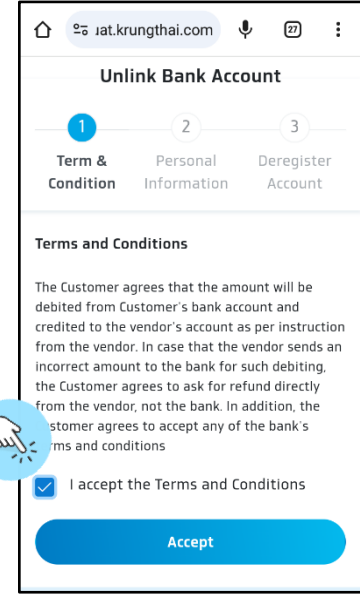 uat.krungthai.com 27
Unlink Bank Account
1 2 3
Term & Personal Deregister
Condition Information Account
Terms and Conditions
The Customer agrees that the amount will be
debited from Customer's bank account and
credited to the vendor's account as per instruction
from the vendor. In case that the vendor sends an
incorrect amount to the bank for such debiting,
the Customer agrees to ask for refund directly
from the vendor, not the bank. In addition, the
stomer agrees to accept any of the bank's
rms and conditions
I accept the Terms and Conditions
Accept